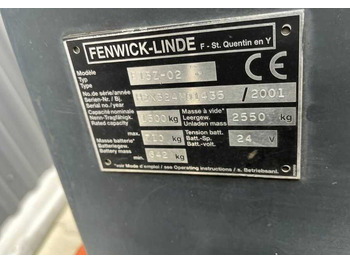 FENWICK-LINDE F - St. Quentin en Y
CE
Modèle
Typ
Type
No de série/année
Serien-Nr. / Bj. / 2001
Serial no./year
Capacité nominale Masse à vide*
Nenn-Tragfähigk. kg Leergew. 2550 kg
Rated capacity Unladen mass
Masse batterie* max. kg Tension batt.
Batteriegew. Batt.-Sp. 24 V
Battery mass min. kg Batt.-volt.
*voir Mode d'emploi / see Operating instructions / s. Betriebsanl.